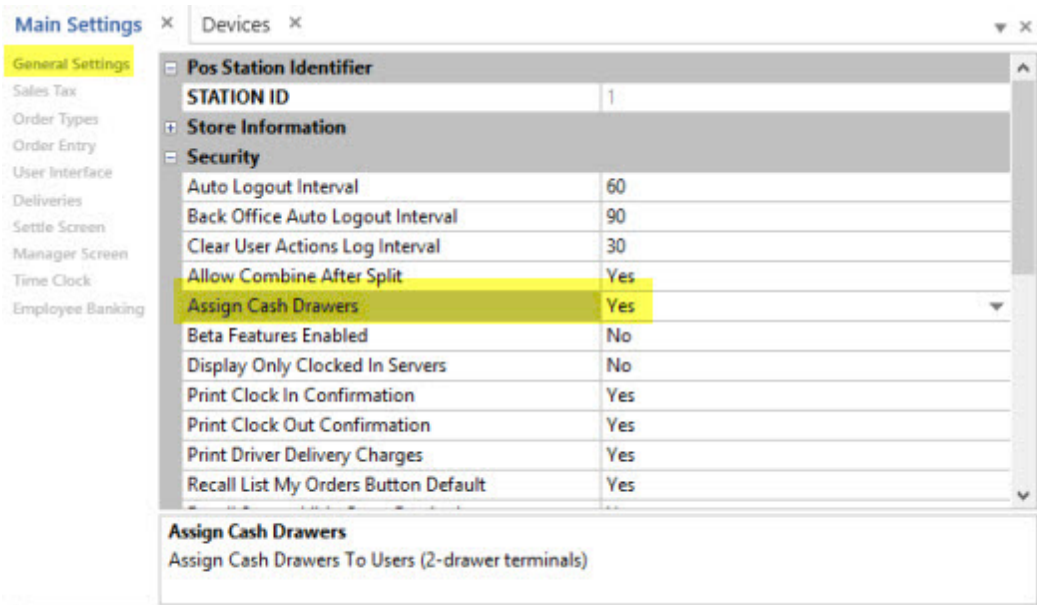 Main Settings × Devices ×
General Settings
Sales Tax
Order Types
Order Entry
User Interface
Deliveries
Settle Screen
Manager Screen
Time Clock
Employee Banking
Pos Station Identifier
STATION ID 1
Store Information
Security
Auto Logout Interval 60
Back Office Auto Logout Interval 90
Clear User Actions Log Interval 30
Allow Combine After Split Yes
Assign Cash Drawers Yes
Beta Features Enabled No
Display Only Clocked In Servers No
Print Clock In Confirmation Yes
Print Clock Out Confirmation Yes
Print Driver Delivery Charges Yes
Recall List My Orders Button Default Yes
Assign Cash Drawers
Assign Cash Drawers To Users (2-drawer terminals)